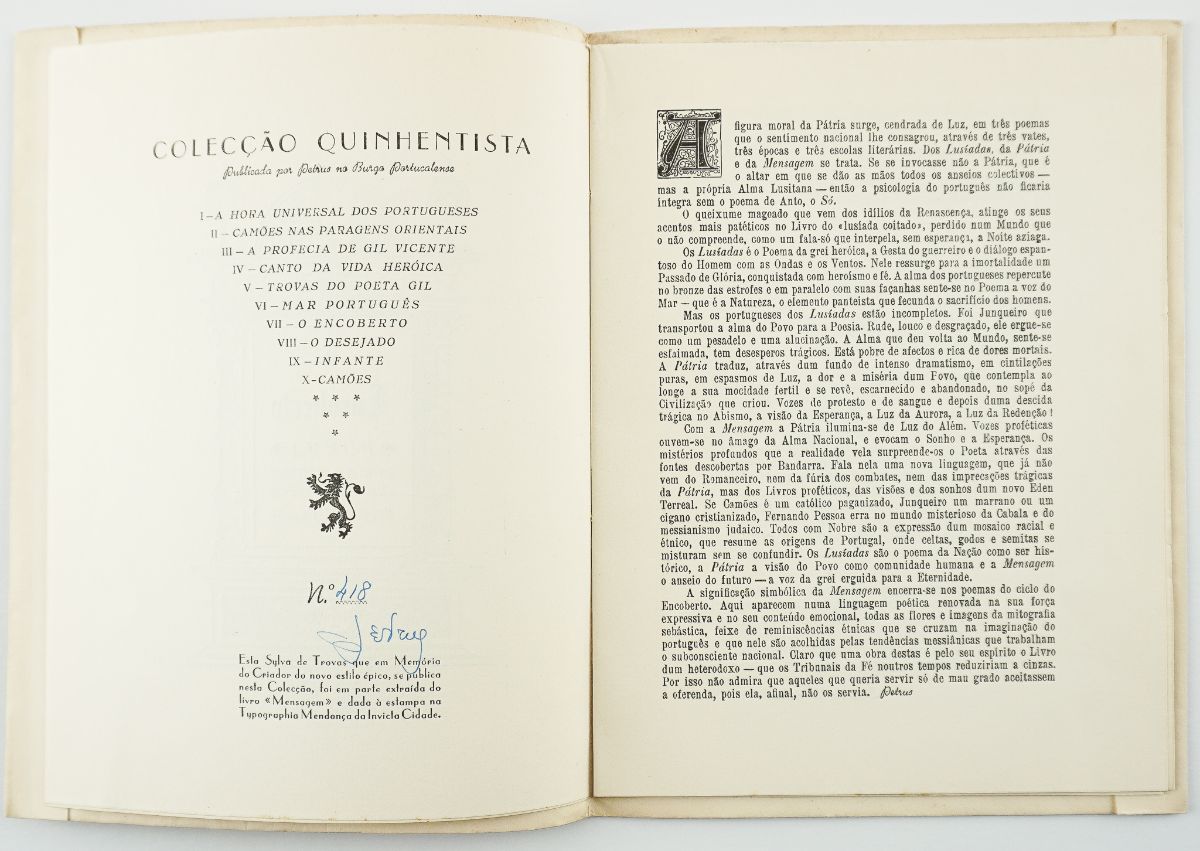 COLECÇÃO QUINHENTISTA
Publicada por Petrus no Burgo Portucalense
I – A HORA UNIVERSAL DOS PORTUGUESES
II – CAMÕES NAS PARAGENS ORIENTAIS
III – A PROFECIA DE GIL VICENTE
IV – CANTO DA VIDA HERÓICA
V – TROVAS DO POETA GIL
VI – MAR PORTUGUÊS
VII – O ENCOBERTO
VIII – O DESEJADO
IX – INFANTE
X-CAMÕES
* * *
* *
*
N.º 418
Petrus
Esta Sylva de Trovas que em Memória
do Criador do novo estilo épico, se publica
nesta Colecção, foi em parte extraída do
livro «Mensagem» e dada à estampa na
Typographia Mendonça da Invicta Cidade.
A figura moral da Pátria surge, cendrada de Luz, em três poemas
que o sentimento nacional lhe consagrou, através de três vates,
três épocas e três escolas literárias. Dos Lusíadas, da Pátria
e da Mensagem se trata. Se se invocasse não a Pátria, que é
o altar em que se dão as mãos todos os anseios colectivos —
mas a própria Alma Lusitana — então a psicologia do português não ficaria
íntegra sem o poema de Anto, o Só.
O queixume magoado que vem dos idílios da Renascença, atinge os seus
acentos mais patéticos no Livro do «lusíada coitado», perdido num Mundo que
o não compreende, como um fala-só que interpela, sem esperança, a Noite aziaga.
Os Lusíadas é o Poema da grei heróica, a Gesta do guerreiro e o diálogo espan-
toso do Homem com as Ondas e os Ventos. Nele ressurge para a imortalidade um
Passado de Glória, conquistada com heroísmo e fé. A alma dos portugueses repercute
no bronze das estrofes e em paralelo com suas façanhas sente-se no Poema a voz do
Mar — que é a Natureza, o elemento panteista que fecunda o sacrifício dos homens.
Mas os portugueses dos Lusíadas estão incompletos. Foi Junqueiro que
transportou a alma do Povo para a Poesia. Rude, louco e desgraçado, ele ergue-se
como um pesadelo e uma alucinação. A Alma que deu volta ao Mundo, sente-se
esfaimada, tem desesperos trágicos. Está pobre de afectos e rica de dores mortais.
A Pátria traduz, através dum fundo de intenso dramatismo, em cintilações
puras, em espasmos de Luz, a dor e a miséria dum Fovo, que contempla ao
longe a sua mocidade fertil e se revê, escarnecido e abandonado, no sopé da
Civilização que criou. Vozes de protesto e de sangue e depois duma descida
trágica no Abismo, a visão da Esperança, a Luz da Aurora, a Luz da Redenção !
Com a Mensagem a Pátria ilumina-se de Luz do Além. Vozes proféticas
ouvem-se no âmago da Alma Nacional, e evocam o Sonho e a Esperança. Os
mistérios profundos que a realidade vela surpreende-os o Poeta através das
fontes descobertas por Bandarra. Fala nela uma nova linguagem, que já não
vem do Romanceiro, nem da fúria dos combates, nem das imprecações trágicas
da Pátria, mas dos Livros proféticos, das visões e dos sonhos dum novo Eden
Terreal. Se Camões é um católico paganizado, Junqueiro um marrano ou um
cigano cristianizado, Fernando Pessoa erra no mundo misterioso da Cabala e do
messianismo judaico. Todos com Nobre são a expressão dum mosaico racial e
étnico, que resume as origens de Portugal, onde celtas, godos e semitas se
misturam sem se confundir. Os Lusíadas são o poema da Nação como ser his-
tórico, a Pátria a visão do Povo como comunidade humana e a Mensagem
o anseio do futuro — a voz da grei erguida para a Eternidade.
A significação simbólica da Mensagem encerra-se nos poemas do ciclo do
Encoberto. Aqui aparecem numa linguagem poética renovada na sua força
expressiva e no seu conteúdo emocional, todas as flores e imagens da mitografia
sebástica, feixe de reminiscências étnicas que se cruzam na imaginação do
português e que nele são acolhidas pelas tendências messiânicas que trabalham
o subconsciente nacional. Claro que uma obra destas é pelo seu espírito o Livro
dum heterodoxo — que os Tribunais da Fé noutros tempos reduziriam a cinzas.
Por isso não admira que aqueles que queria servir só de mau grado aceitassem
a oferenda, pois ela, afinal, não os servia. Petrus